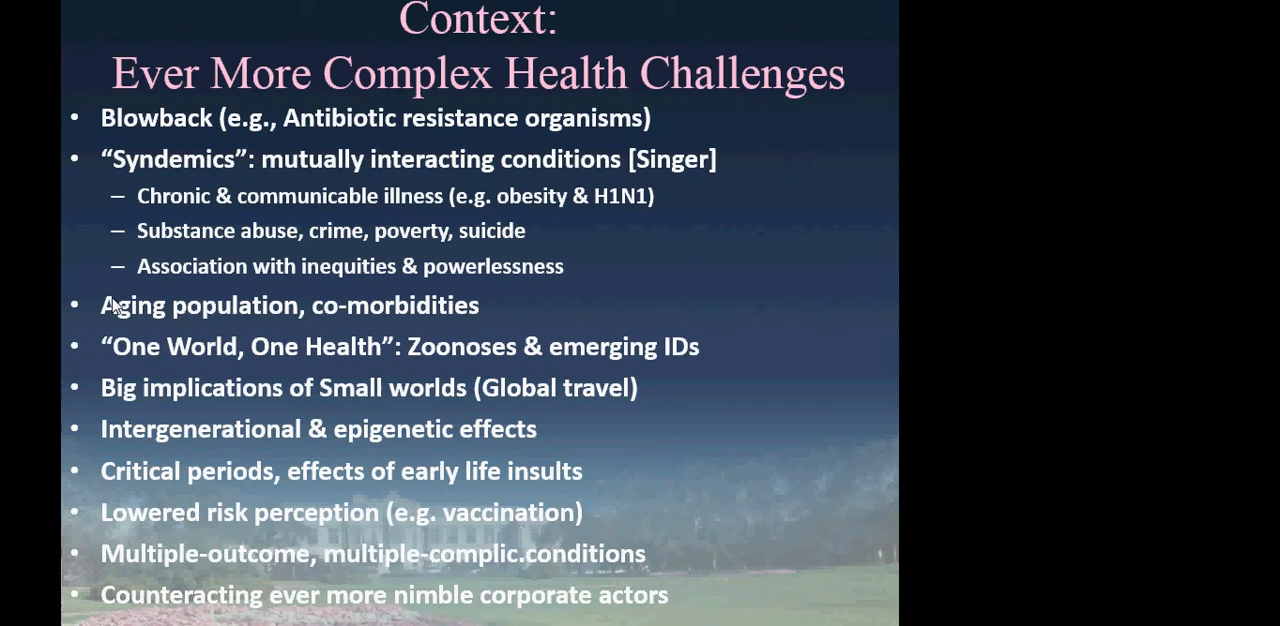 Context:
Ever More Complex Health Challenges
• Blowback (e.g., Antibiotic resistance organisms)
• “Syndemics”: mutually interacting conditions [Singer]
– Chronic & communicable illness (e.g. obesity & H1N1)
– Substance abuse, crime, poverty, suicide
– Association with inequities & powerlessness
• Aging population, co-morbidities
• “One World, One Health”: Zoonoses & emerging IDs
• Big implications of Small worlds (Global travel)
• Intergenerational & epigenetic effects
• Critical periods, effects of early life insults
• Lowered risk perception (e.g. vaccination)
• Multiple-outcome, multiple-complic.conditions
• Counteracting ever more nimble corporate actors